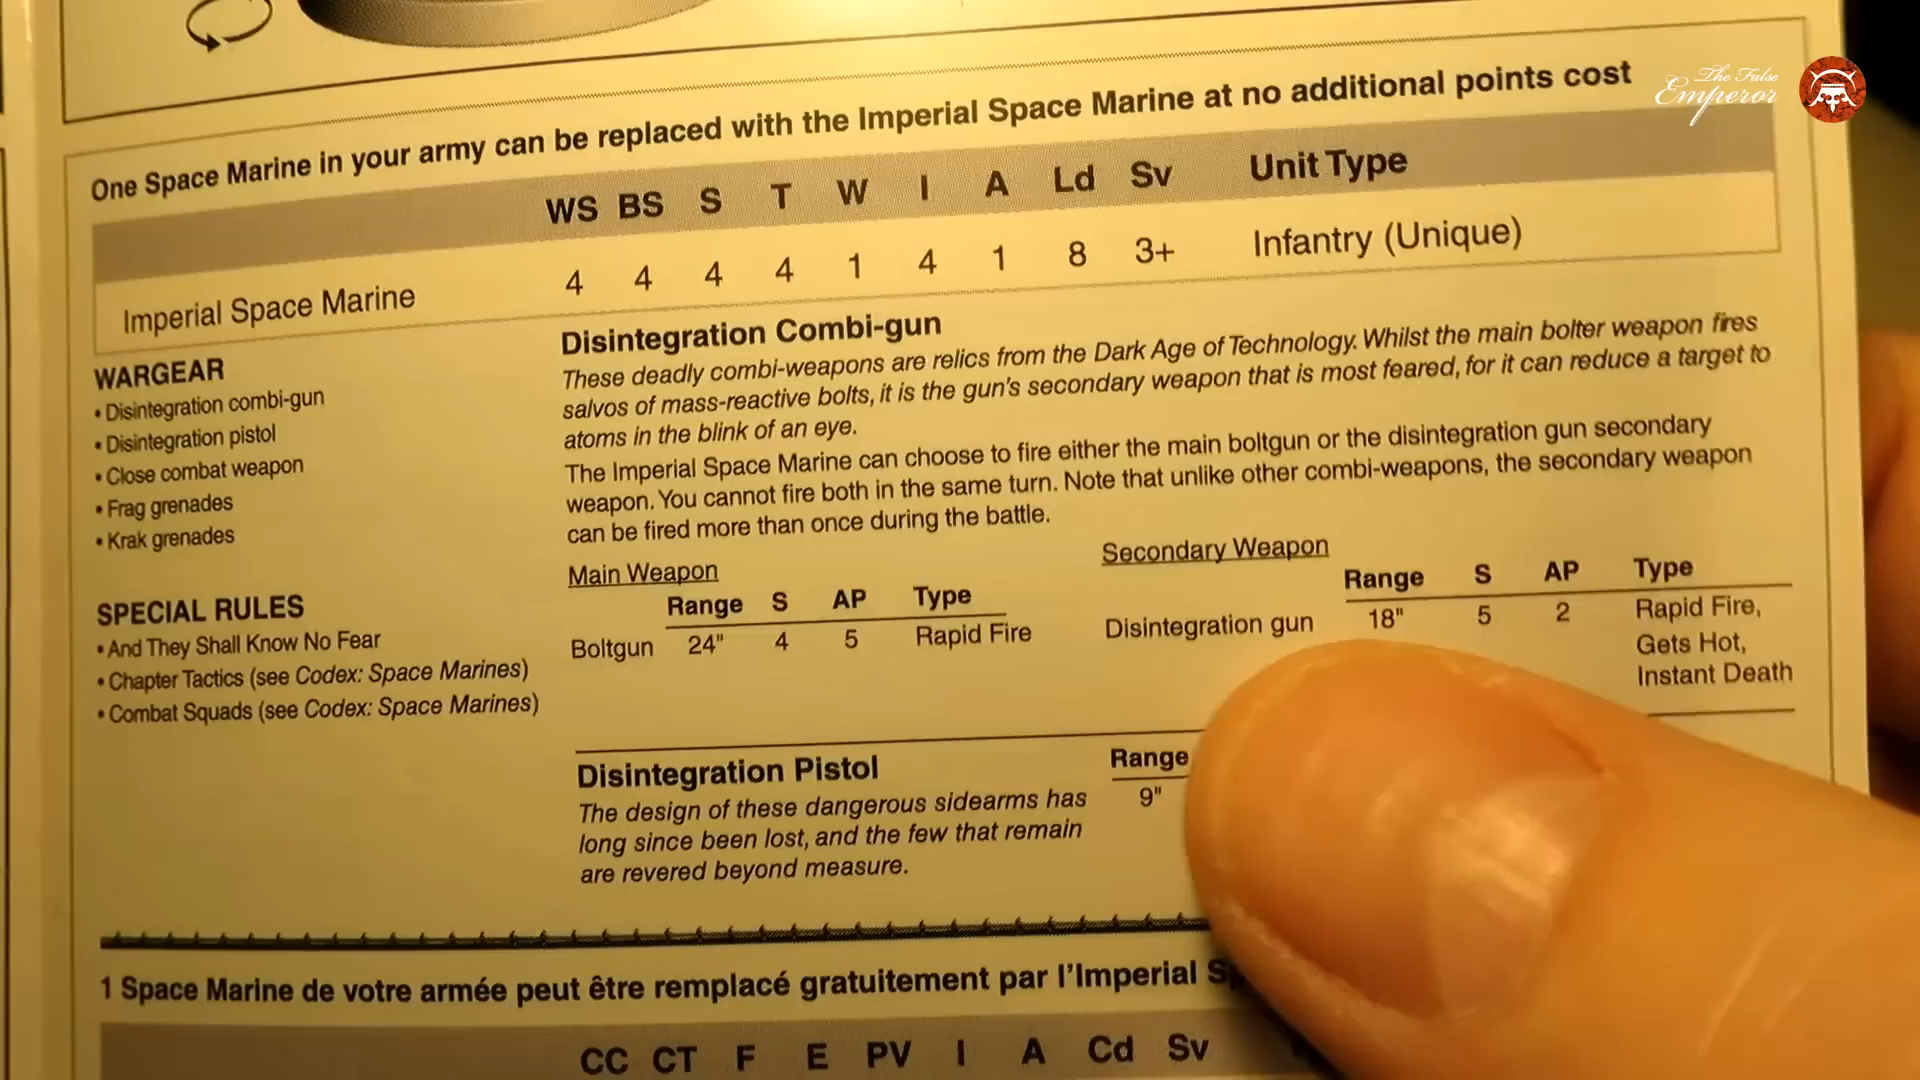 The False
Emperor
One Space Marine in your army can be replaced with the Imperial Space Marine at no additional points cost
WS BS S T W I A Ld Sv Unit Type
Imperial Space Marine 4 4 4 4 1 4 1 8 3+ Infantry (Unique)
WARGEAR
• Disintegration combi-gun
• Disintegration pistol
• Close combat weapon
• Frag grenades
• Krak grenades
SPECIAL RULES
• And They Shall Know No Fear
• Chapter Tactics (see Codex: Space Marines)
• Combat Squads (see Codex: Space Marines)
Disintegration Combi-gun
These deadly combi-weapons are relics from the Dark Age of Technology. Whilst the main bolter weapon fires
salvos of mass-reactive bolts, it is the gun's secondary weapon that is most feared, for it can reduce a target to
atoms in the blink of an eye.
The Imperial Space Marine can choose to fire either the main boltgun or the disintegration gun secondary
weapon. You cannot fire both in the same turn. Note that unlike other combi-weapons, the secondary weapon
can be fired more than once during the battle.
Main Weapon
Range S AP Type
Boltgun 24" 4 5 Rapid Fire
Secondary Weapon
Range S AP Type
Disintegration gun 18" 5 2 Rapid Fire,
Gets Hot,
Instant Death
Disintegration Pistol
The design of these dangerous sidearms has
long since been lost, and the few that remain
are revered beyond measure.
Range
9"
1 Space Marine de votre armée peut être remplacé gratuitement par l'Imperial
CC CT F E PV I A Cd Sv